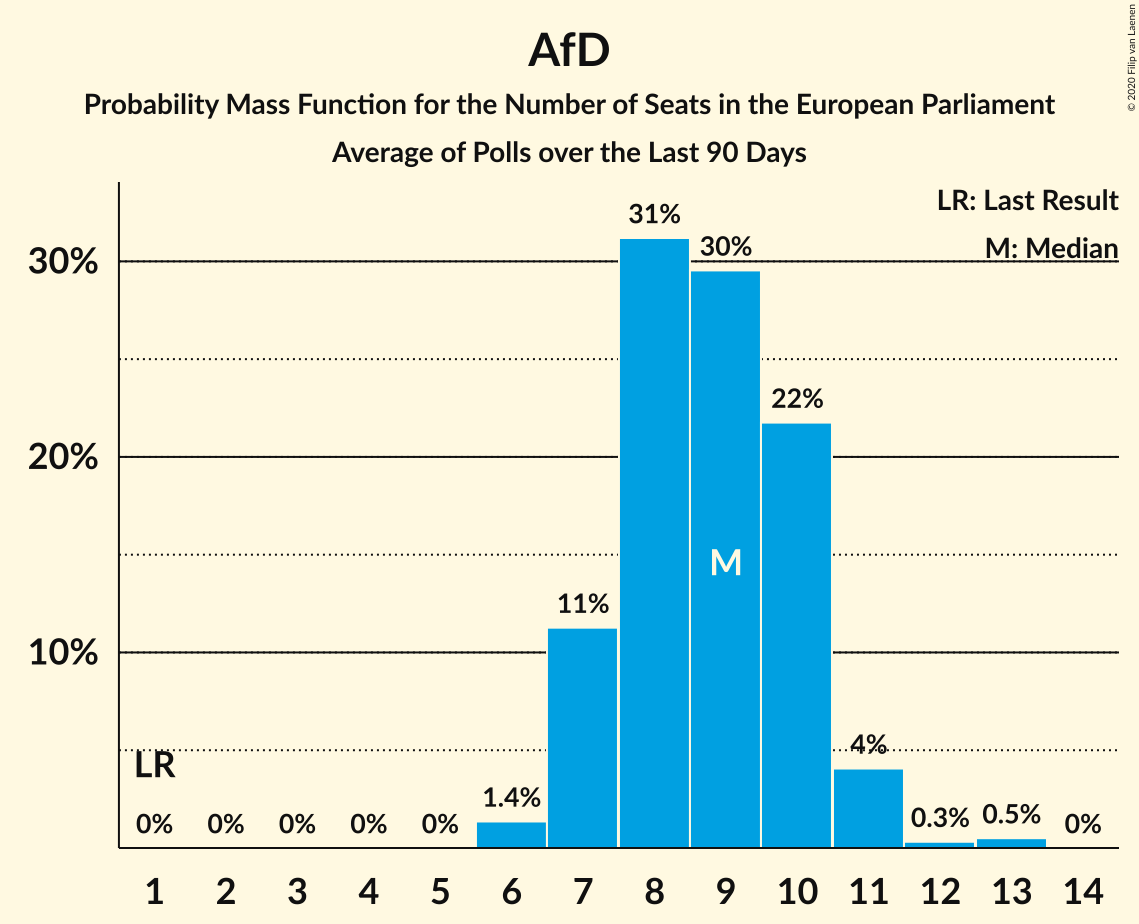 AfD
Probability Mass Function for the Number of Seats in the European Parliament
Average of Polls over the Last 90 Days
© 2020 Filip van Laenen
LR: Last Result
M: Median
30%
20%
10%
31%
30%
22%
M
11%
4%
LR
0%
0%
0%
0%
0%
1.4%
0.3%
0.5%
0%
1 2 3 4 5 6 7 8 9 10 11 12 13 14